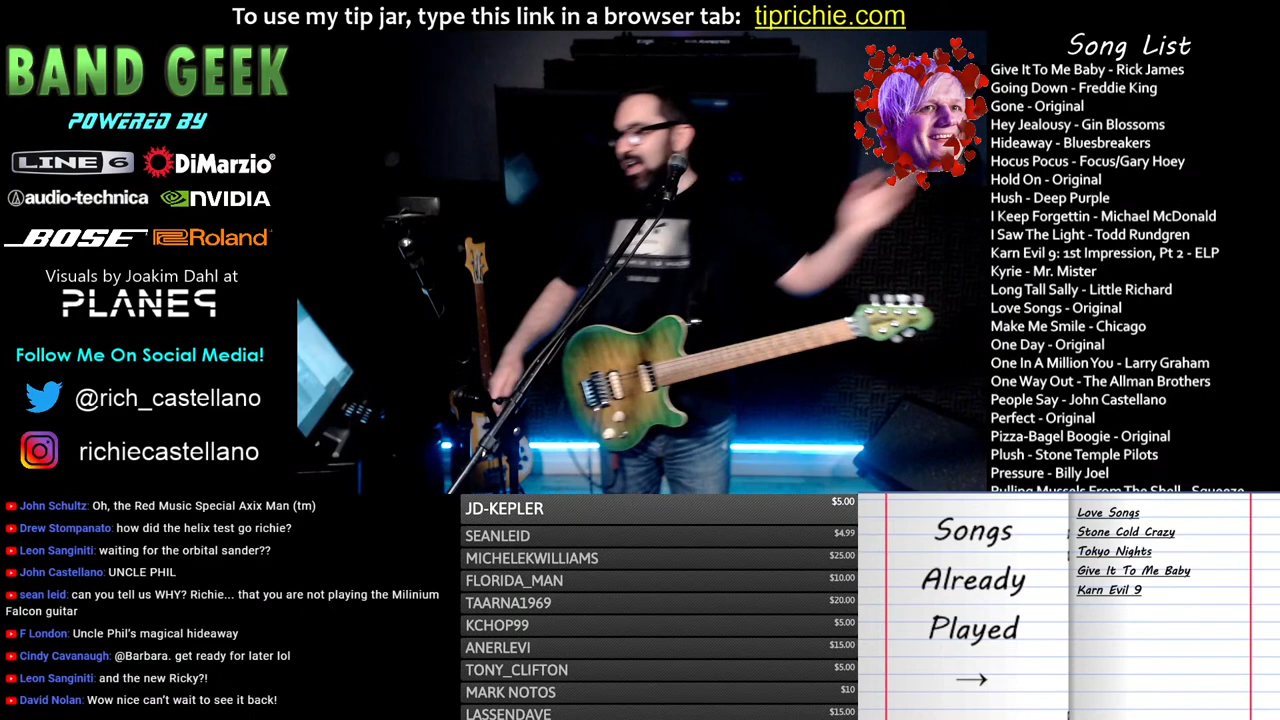 To use my tip jar, type this link in a browser tab: tiprichie.com
BAND GEEK
POWERED BY
LINE 6 DiMarzio
audio-technica NVIDIA
BOSE Roland
Visuals by Joakim Dahl at
PLANE9
Follow Me On Social Media!
@rich_castellano
richiecastellano
Song List
Give It To Me Baby - Rick James
Going Down - Freddie King
Gone - Original
Hey Jealousy - Gin Blossoms
Hideaway - Bluesbreakers
Hocus Pocus - Focus/Gary Hoey
Hold On - Original
Hush - Deep Purple
I Keep Forgettin - Michael McDonald
I Saw The Light - Todd Rundgren
Karn Evil 9: 1st Impression, Pt 2 - ELP
Kyrie - Mr. Mister
Long Tall Sally - Little Richard
Love Songs - Original
Make Me Smile - Chicago
One Day - Original
One In A Million You - Larry Graham
One Way Out - The Allman Brothers
People Say - John Castellano
Perfect - Original
Pizza-Bagel Boogie - Original
Plush - Stone Temple Pilots
Pressure - Billy Joel
Pulling Mussels From The Shell - Squeeze
John Schultz: Oh, the Red Music Special Axix Man (tm)
Drew Stompanato: how did the helix test go richie?
Leon Sanginiti: waiting for the orbital sander??
John Castellano: UNCLE PHIL
sean leid: can you tell us WHY? Richie... that you are not playing the Milinium
Falcon guitar
F London: Uncle Phil's magical hideaway
Cindy Cavanaugh: @Barbara. get ready for later lol
Leon Sanginiti: and the new Ricky?!
David Nolan: Wow nice can't wait to see it back!
JD-KEPLER $5.00
SEANLEID $4.99
MICHELEKWILLIAMS $25.00
FLORIDA_MAN $10.00
TAARNA1969 $20.00
KCHOP99 $5.00
ANERLEVI $15.00
TONY_CLIFTON $5.00
MARK NOTOS $10
LASSENDAVE $15.00
Songs
Already
Played
→
Love Songs
Stone Cold Crazy
Tokyo Nights
Give It To Me Baby
Karn Evil 9